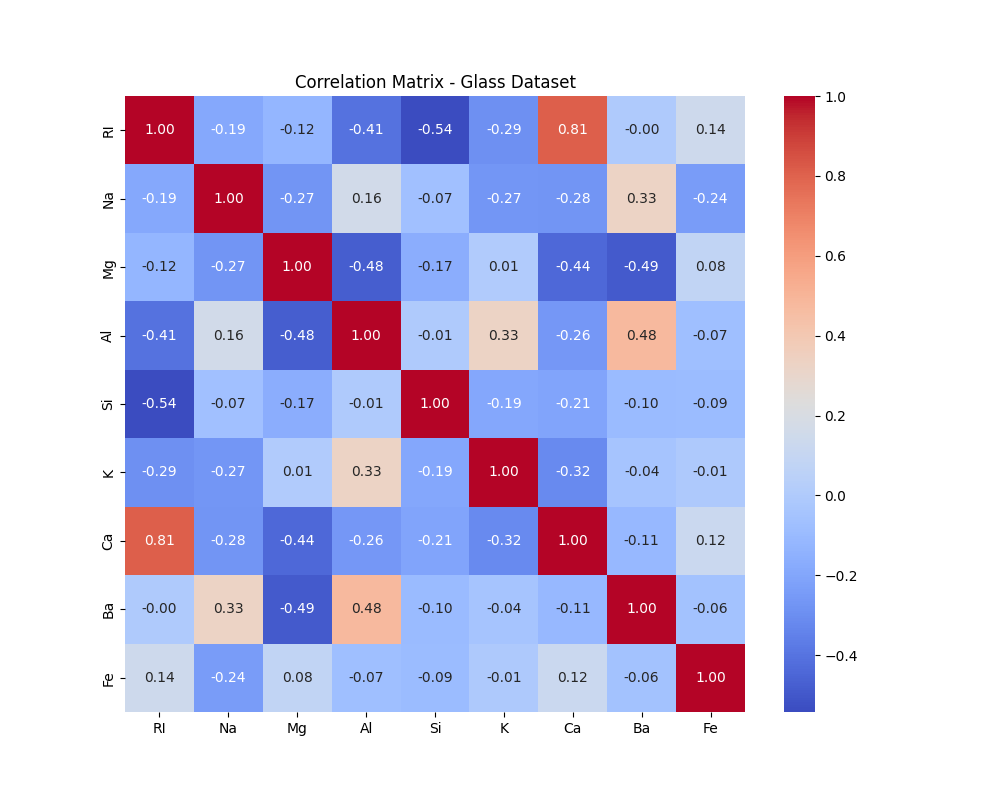 Correlation Matrix - Glass Dataset
RI 1.00 -0.19 -0.12 -0.41 -0.54 -0.29 0.81 -0.00 0.14
Na -0.19 1.00 -0.27 0.16 -0.07 -0.27 -0.28 0.33 -0.24
Mg -0.12 -0.27 1.00 -0.48 -0.17 0.01 -0.44 -0.49 0.08
Al -0.41 0.16 -0.48 1.00 -0.01 0.33 -0.26 0.48 -0.07
Si -0.54 -0.07 -0.17 -0.01 1.00 -0.19 -0.21 -0.10 -0.09
K -0.29 -0.27 0.01 0.33 -0.19 1.00 -0.32 -0.04 -0.01
Ca 0.81 -0.28 -0.44 -0.26 -0.21 -0.32 1.00 -0.11 0.12
Ba -0.00 0.33 -0.49 0.48 -0.10 -0.04 -0.11 1.00 -0.06
Fe 0.14 -0.24 0.08 -0.07 -0.09 -0.01 0.12 -0.06 1.00
RI Na Mg Al Si K Ca Ba Fe
1.0
0.8
0.6
0.4
0.2
0.0
−0.2
−0.4